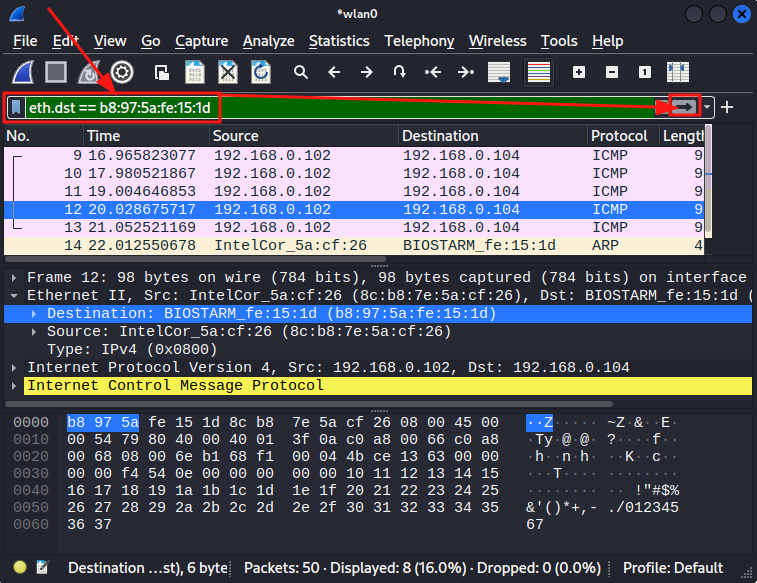 *wlan0
File Edit View Go Capture Analyze Statistics Telephony Wireless Tools Help
eth.dst == b8:97:5a:fe:15:1d
No. Time Source Destination Protocol Length
9 16.965823077 192.168.0.102 192.168.0.104 ICMP 9
10 17.980521867 192.168.0.102 192.168.0.104 ICMP 9
11 19.004646853 192.168.0.102 192.168.0.104 ICMP 9
12 20.028675717 192.168.0.102 192.168.0.104 ICMP 9
13 21.052521169 192.168.0.102 192.168.0.104 ICMP 9
14 22.012550678 IntelCor_5a:cf:26 BIOSTARM_fe:15:1d ARP 4
Frame 12: 98 bytes on wire (784 bits), 98 bytes captured (784 bits) on interface
Ethernet II, Src: IntelCor_5a:cf:26 (8c:b8:7e:5a:cf:26), Dst: BIOSTARM_fe:15:1d (
Destination: BIOSTARM_fe:15:1d (b8:97:5a:fe:15:1d)
Source: IntelCor_5a:cf:26 (8c:b8:7e:5a:cf:26)
Type: IPv4 (0x0800)
Internet Protocol Version 4, Src: 192.168.0.102, Dst: 192.168.0.104
Internet Control Message Protocol
0000 b8 97 5a fe 15 1d 8c b8 7e 5a cf 26 08 00 45 00 ··Z····· ~Z·&··E·
0010 00 54 79 80 40 00 40 01 3f 0a c0 a8 00 66 c0 a8 ·Ty·@·@· ?····f··
0020 00 68 08 00 6e b1 68 f1 00 04 4b ce 13 63 00 00 ·h··n·h· ··K··c··
0030 00 00 f4 54 0e 00 00 00 00 00 10 11 12 13 14 15 ···T···· ········
0040 16 17 18 19 1a 1b 1c 1d 1e 1f 20 21 22 23 24 25 ········ ·· !"#$%
0050 26 27 28 29 2a 2b 2c 2d 2e 2f 30 31 32 33 34 35 &'()*+,- ./012345
0060 36 37 67
Destination ...st), 6 byte Packets: 50 · Displayed: 8 (16.0%) · Dropped: 0 (0.0%) Profile: Default